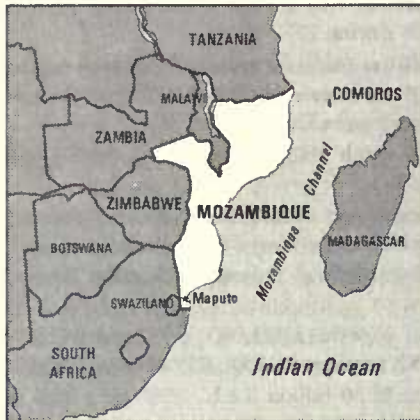 TANZANIA
MALAWI
COMOROS
ZAMBIA
ZIMBABWE
MOZAMBIQUE
Mozambique Channel
MADAGASCAR
BOTSWANA
SWAZILAND
Maputo
SOUTH
AFRICA
Indian Ocean